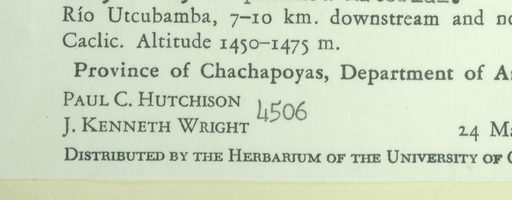 Río Utcubamba, 7–10 km. downstream and
Caclic. Altitude 1450–1475 m.
Province of Chachapoyas, Department of
PAUL C. HUTCHISON
4506
J. KENNETH WRIGHT
24
DISTRIBUTED BY THE HERBARIUM OF THE UNIVERSITY OF